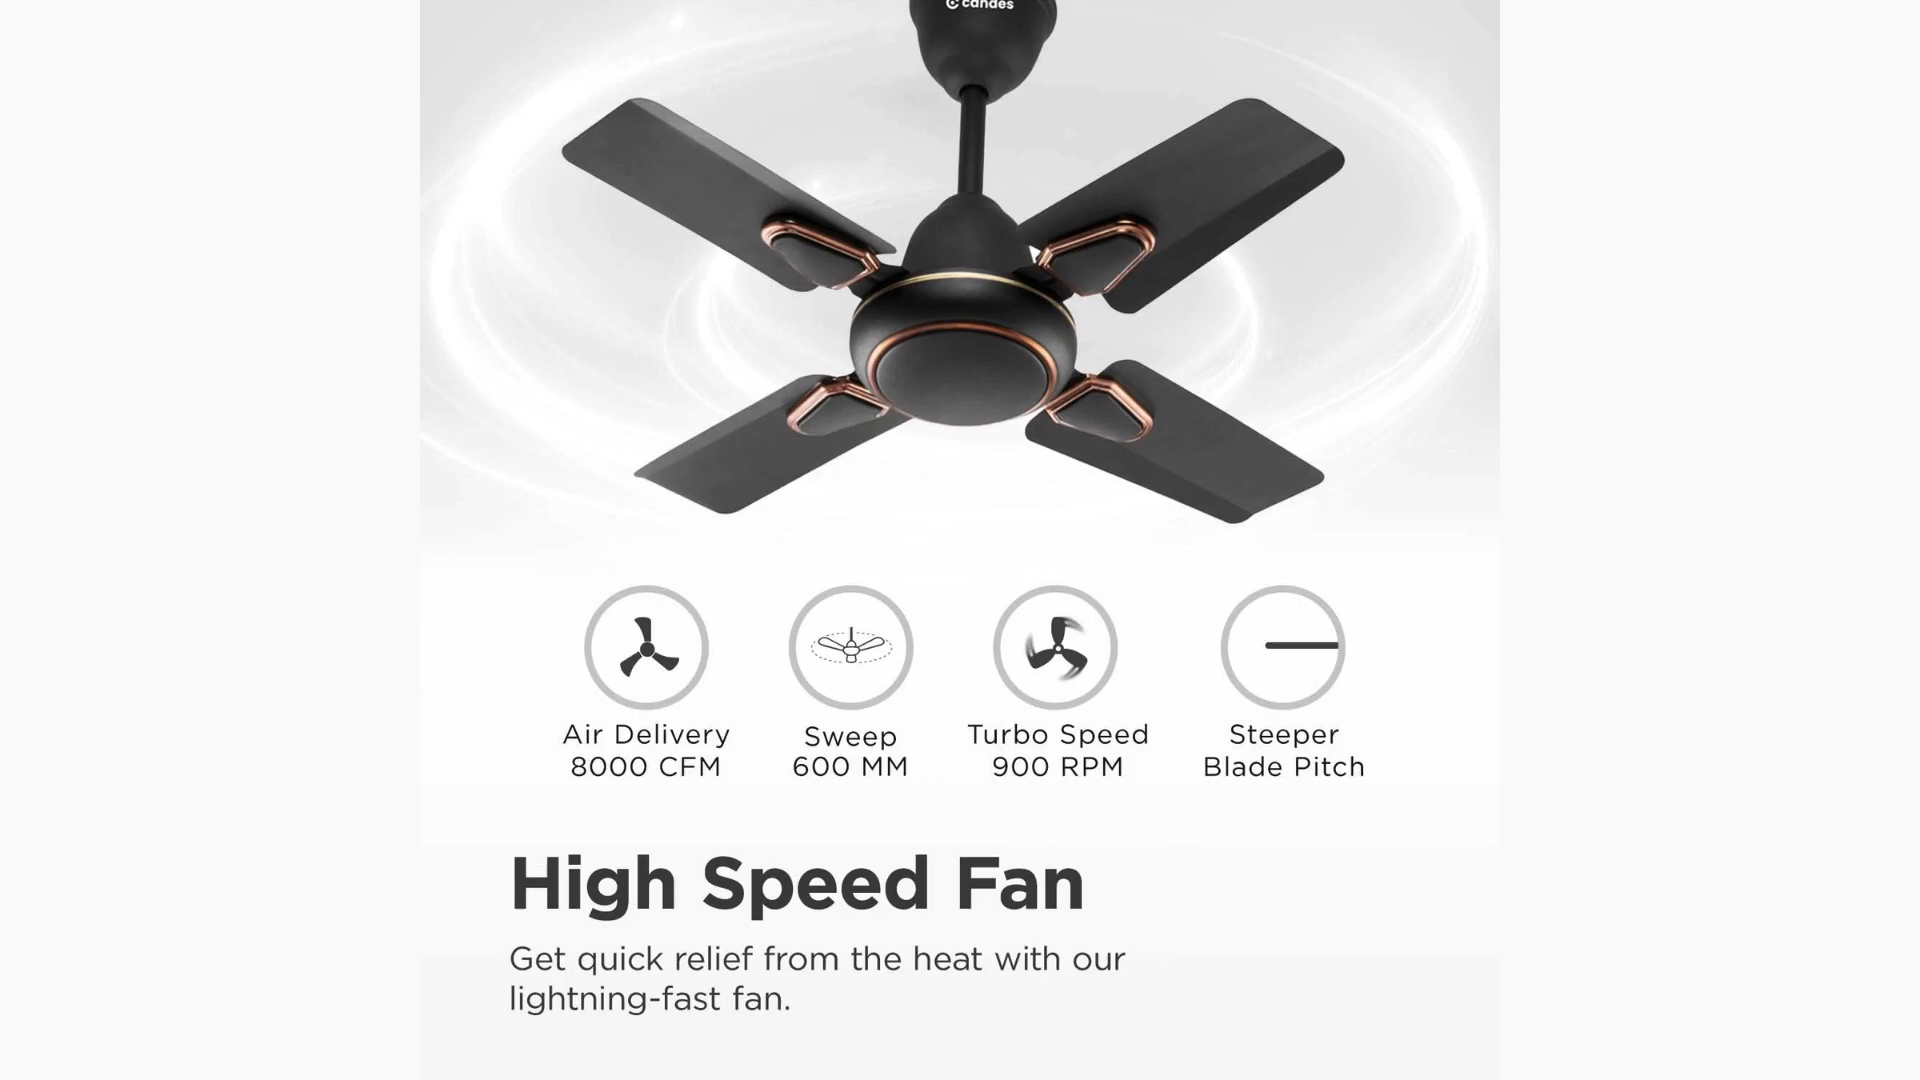 candes
Air Delivery
8000 CFM
Sweep
600 MM
Turbo Speed
900 RPM
Steeper
Blade Pitch
High Speed Fan
Get quick relief from the heat with our
lightning-fast fan.